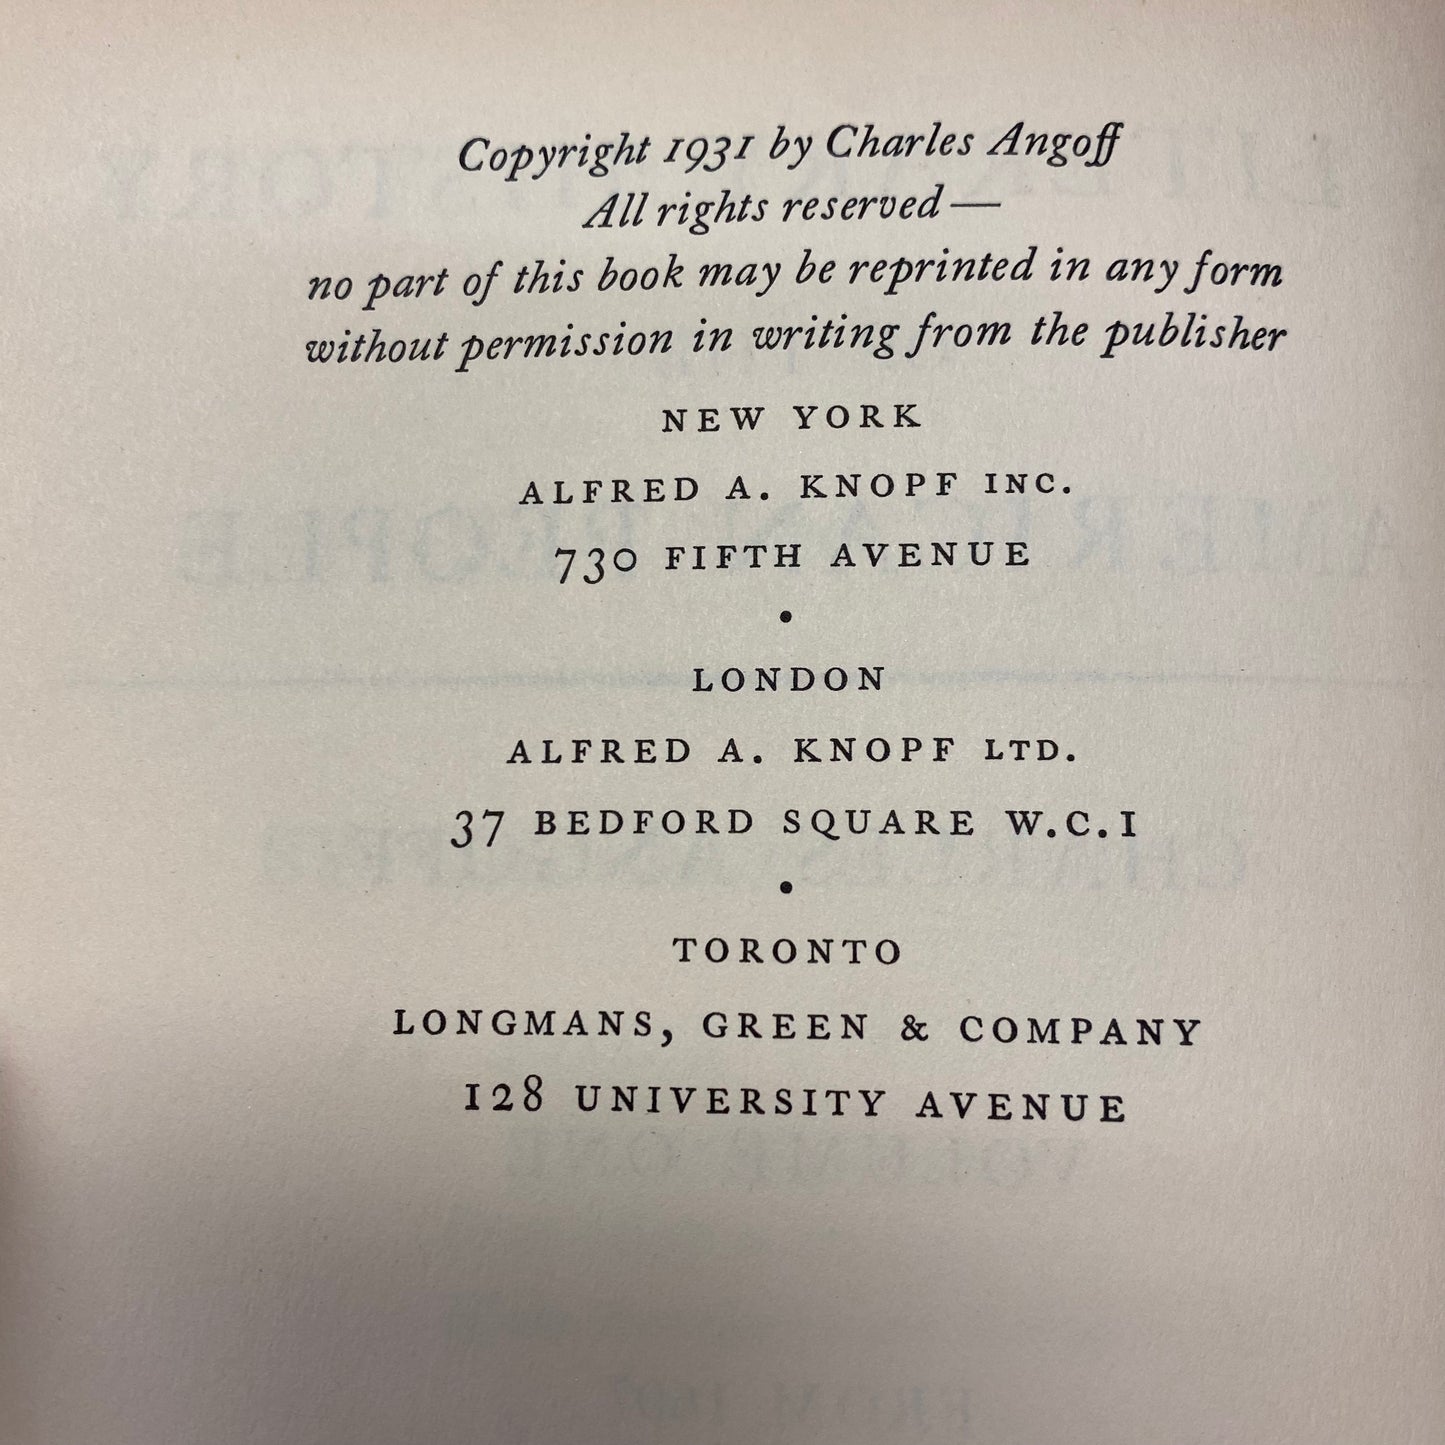 Copyright 1931 by Charles Angoff
All rights reserved—
no part of this book may be reprinted in any form
without permission in writing from the publisher
NEW YORK
ALFRED A. KNOPF INC.
730 FIFTH AVENUE
•
LONDON
ALFRED A. KNOPF LTD.
37 BEDFORD SQUARE W.C.1
•
TORONTO
LONGMANS, GREEN & COMPANY
128 UNIVERSITY AVENUE